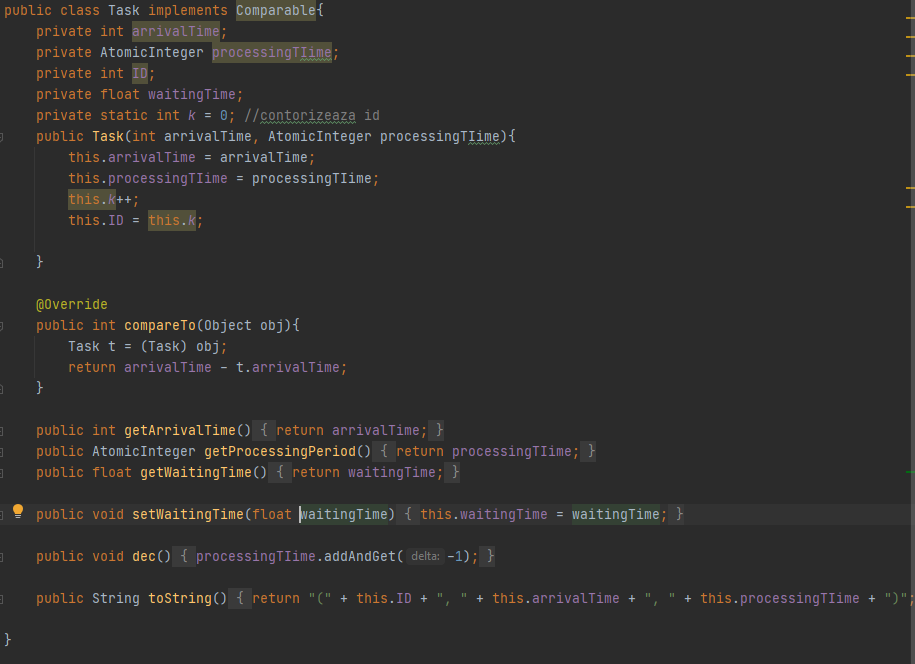 public class Task implements Comparable{
private int arrivalTime;
private AtomicInteger processingTIime;
private int ID;
private float waitingTime;
private static int k = 0; //contorizeaza id
public Task(int arrivalTime, AtomicInteger processingTIime){
this.arrivalTime = arrivalTime;
this.processingTIime = processingTIime;
this.k++;
this.ID = this.k;
}
@Override
public int compareTo(Object obj){
Task t = (Task) obj;
return arrivalTime - t.arrivalTime;
}
public int getArrivalTime() { return arrivalTime; }
public AtomicInteger getProcessingPeriod() { return processingTIime; }
public float getWaitingTime() { return waitingTime; }
public void setWaitingTime(float waitingTime) { this.waitingTime = waitingTime; }
public void dec() { processingTIime.addAndGet( delta: -1); }
public String toString() { return "(" + this.ID + ", " + this.arrivalTime + ", " + this.processingTIime + ")";
}